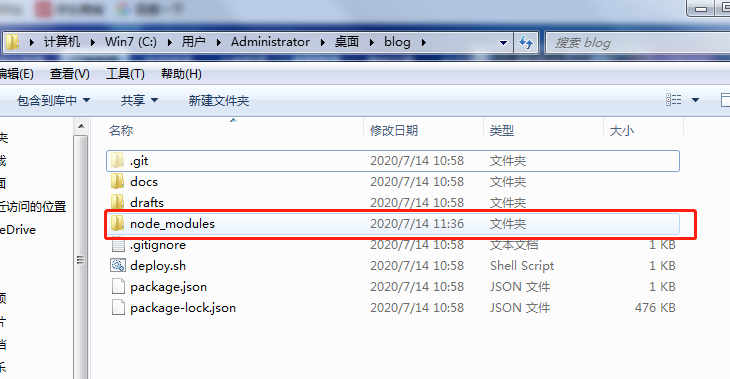 计算机 ▸ Win7 (C:) ▸ 用户 ▸ Administrator ▸ 桌面 ▸ blog ▸
搜索 blog
编辑(E) 查看(V) 工具(T) 帮助(H)
包含到库中 共享 新建文件夹
名称 修改日期 类型 大小
.git 2020/7/14 10:58 文件夹
docs 2020/7/14 10:58 文件夹
drafts 2020/7/14 10:58 文件夹
node_modules 2020/7/14 11:36 文件夹
.gitignore 2020/7/14 10:58 文本文档 1 KB
deploy.sh 2020/7/14 10:58 Shell Script 1 KB
package.json 2020/7/14 10:58 JSON 文件 1 KB
package-lock.json 2020/7/14 10:58 JSON 文件 476 KB
夹
面
近访问的位置
eDrive
频
片
档
乐